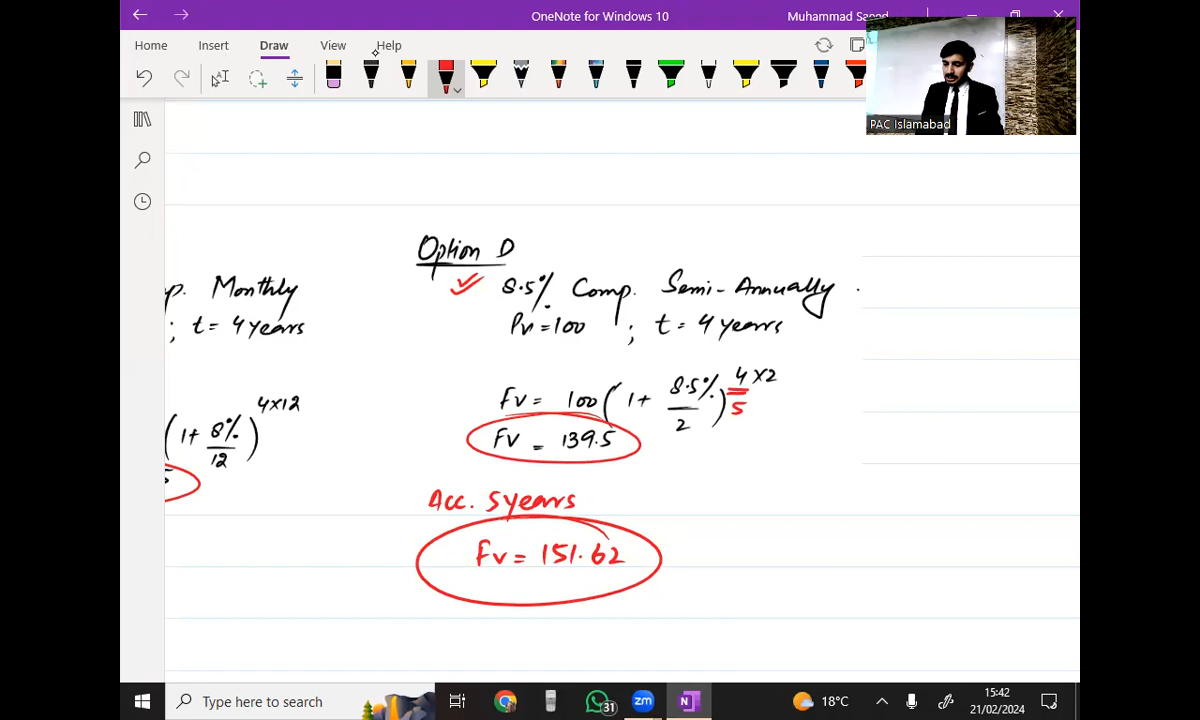 OneNote for Windows 10
Muhammad Saeed
Home Insert Draw View Help
PAC Islamabad
Monthly
; t = 4 years
(1 + 8%/12)^4×12
Option D
✓ 8.5% Comp. Semi-Annually
Pv = 100 ; t = 4 years
Fv = 100 (1 + 8.5%/2)^4×2
5
Fv = 139.5
Acc. 5 years
Fv = 151.62
Type here to search
31
zm
18°C
15:42
21/02/2024